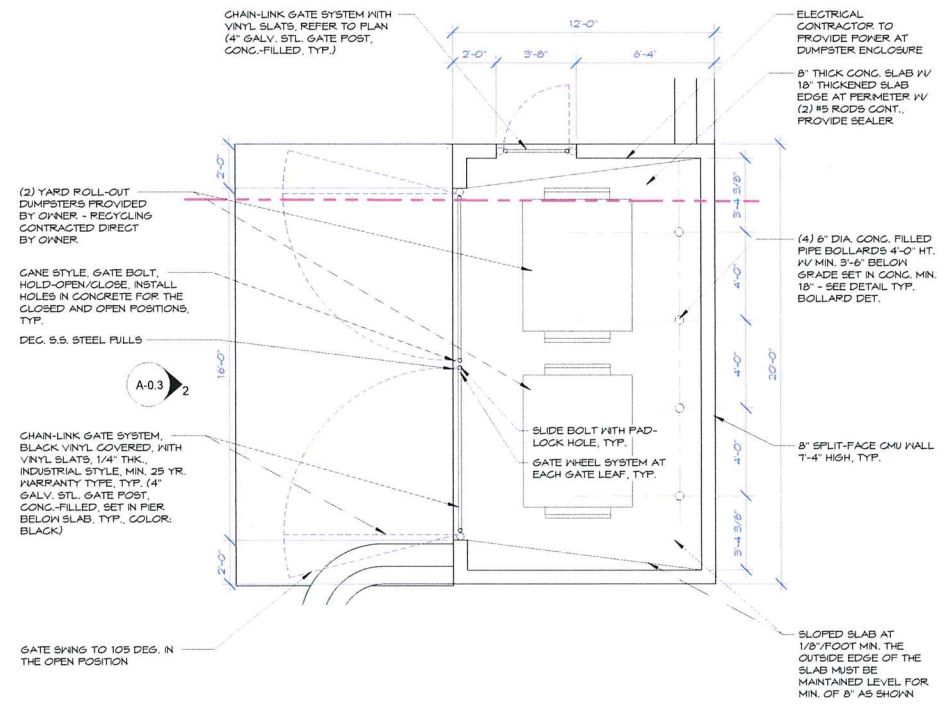 CHAIN-LINK GATE SYSTEM WITH
VINYL SLATS, REFER TO PLAN
(4" GALV. STL. GATE POST,
CONC.-FILLED, TYP.)
12'-0"
2'-0"
3'-8"
6'-4"
ELECTRICAL
CONTRACTOR TO
PROVIDE POWER AT
DUMPSTER ENCLOSURE
8" THICK CONC. SLAB W/
18" THICKENED SLAB
EDGE AT PERIMETER W/
(2) #5 RODS CONT.,
PROVIDE SEALER
2'-0"
3'-4 3/8"
(2) YARD ROLL-OUT
DUMPSTERS PROVIDED
BY OWNER - RECYCLING
CONTRACTED DIRECT
BY OWNER
(4) 6" DIA. CONC. FILLED
PIPE BOLLARDS 4'-0" HT.
W/ MIN. 3'-6" BELOW
GRADE SET IN CONC. MIN.
18" - SEE DETAIL TYP.
BOLLARD DET.
4'-0"
CANE STYLE, GATE BOLT,
HOLD-OPEN/CLOSE, INSTALL
HOLES IN CONCRETE FOR THE
CLOSED AND OPEN POSITIONS,
TYP.
DEC. S.S. STEEL PULLS
16'-0"
4'-0"
20'-0"
A-0.3
2
SLIDE BOLT WITH PAD-
LOCK HOLE, TYP.
GATE WHEEL SYSTEM AT
EACH GATE LEAF, TYP.
CHAIN-LINK GATE SYSTEM,
BLACK VINYL COVERED, WITH
VINYL SLATS, 1/4" THK.,
INDUSTRIAL STYLE, MIN. 25 YR.
WARRANTY TYPE, TYP. (4"
GALV. STL. GATE POST,
CONC.-FILLED, SET IN PIER
BELOW SLAB, TYP., COLOR:
BLACK)
4'-0"
8" SPLIT-FACE CMU WALL
7'-4" HIGH, TYP.
3'-4 3/8"
2'-0"
GATE SWING TO 105 DEG. IN
THE OPEN POSITION
SLOPED SLAB AT
1/8"/FOOT MIN. THE
OUTSIDE EDGE OF THE
SLAB MUST BE
MAINTAINED LEVEL FOR
MIN. OF 8" AS SHOWN